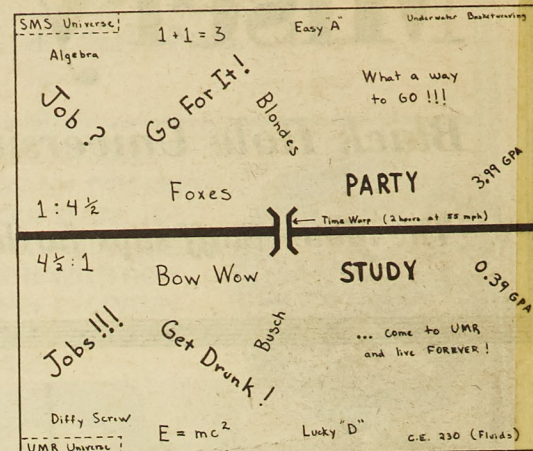 SMS Universe
1 + 1 = 3
Easy "A"
Underwater Basketweaving
Algebra
Job ?
Go For It!
Blondes
What a way
to GO !!!
1 : 4 ½
Foxes
PARTY
3.99 GPA
Time Warp (2 hours at 55 mph)
4 ½ : 1
Bow Wow
STUDY
0.39 GPA
Jobs !!!
Get Drunk !
Busch
... come to UMR
and live FOREVER !
Diffy Screw
E = mc²
Lucky "D"
C.E. 230 (Fluids)
UMR Universe